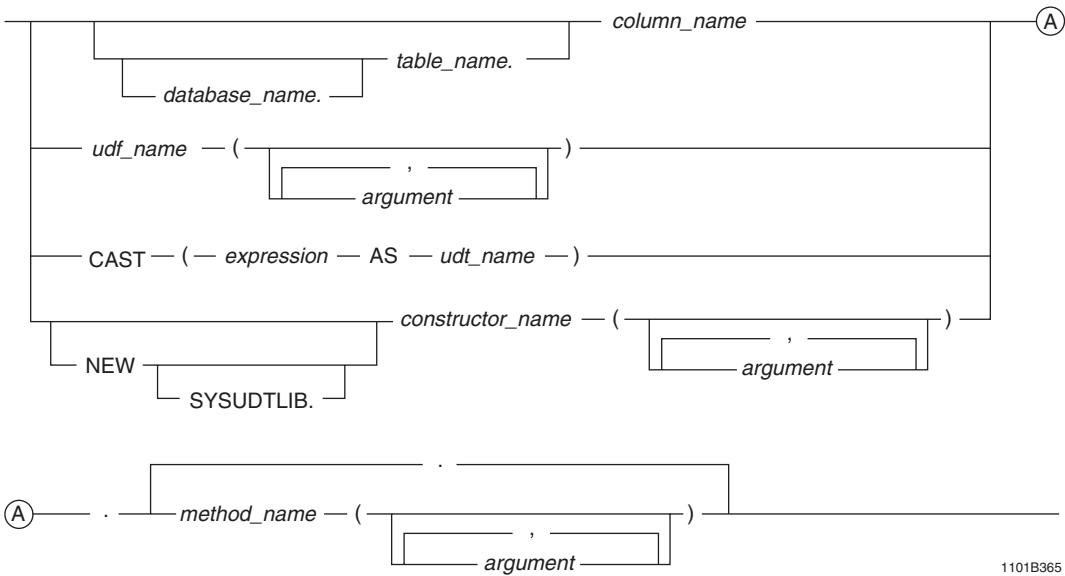 column_name
A
table_name.
database_name.
udf_name ( )
,
argument
CAST ( expression AS udt_name )
constructor_name ( )
NEW
,
argument
SYSUDTLIB.
.
A . method_name ( )
,
argument
1101B365